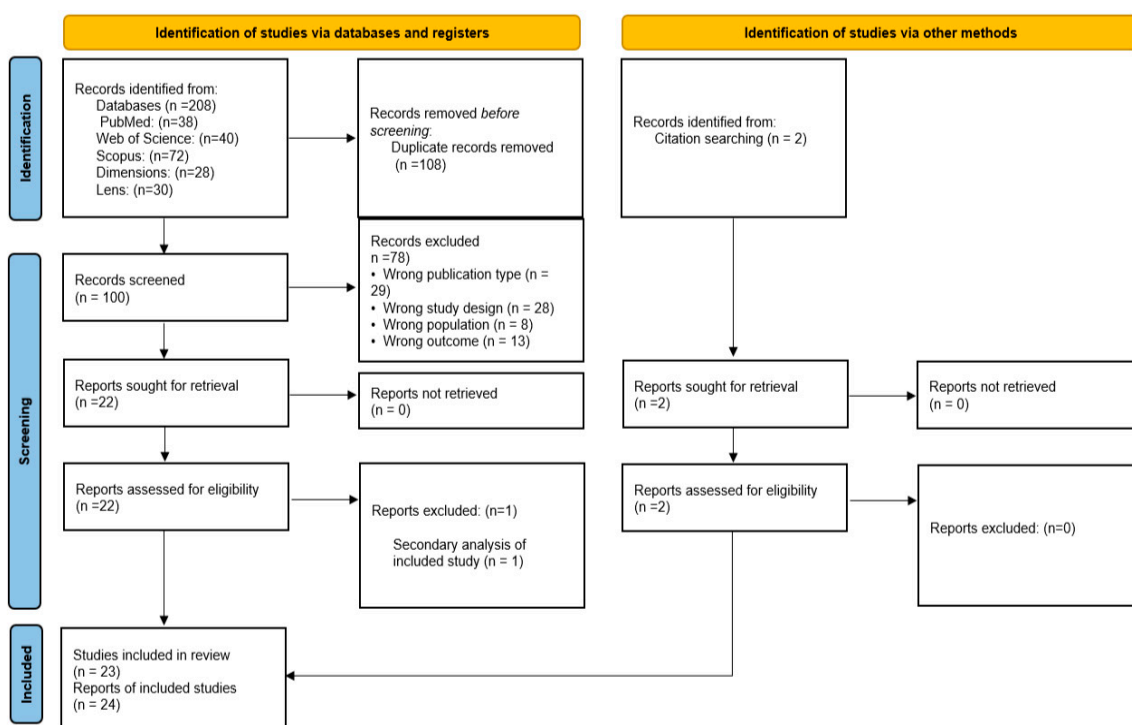 Identification of studies via databases and registers
Identification of studies via other methods
Identification
Records identified from:
Databases (n =208)
PubMed: (n=38)
Web of Science: (n=40)
Scopus: (n=72)
Dimensions: (n=28)
Lens: (n=30)
Records removed before
screening:
Duplicate records removed
(n =108)
Records identified from:
Citation searching (n = 2)
Screening
Records screened
(n = 100)
Records excluded
n =78)
• Wrong publication type (n =
29)
• Wrong study design (n = 28)
• Wrong population (n = 8)
• Wrong outcome (n = 13)
Reports sought for retrieval
(n =22)
Reports not retrieved
(n = 0)
Reports sought for retrieval
(n =2)
Reports not retrieved
(n = 0)
Reports assessed for eligibility
(n =22)
Reports excluded: (n=1)
Secondary analysis of
included study (n = 1)
Reports assessed for eligibility
(n =2)
Reports excluded: (n=0)
Included
Studies included in review
(n = 23)
Reports of included studies
(n = 24)